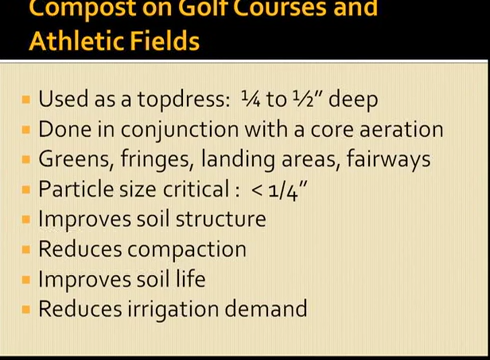 Compost on Golf Courses and
Athletic Fields
Used as a topdress: ¼ to ½” deep
Done in conjunction with a core aeration
Greens, fringes, landing areas, fairways
Particle size critical : < 1/4”
Improves soil structure
Reduces compaction
Improves soil life
Reduces irrigation demand